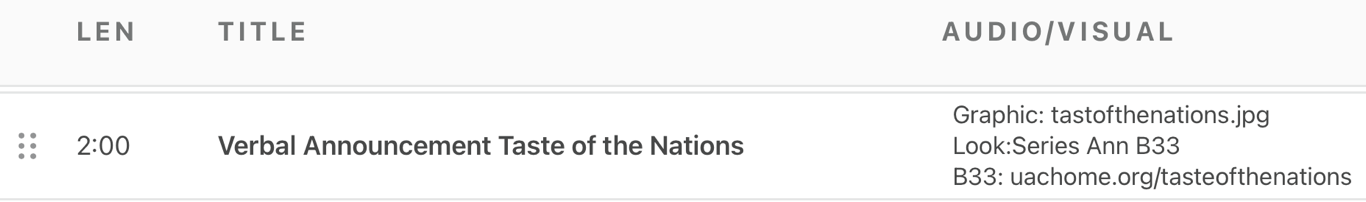 LEN TITLE AUDIO/VISUAL
2:00 Verbal Announcement Taste of the Nations
Graphic: tastofthenations.jpg
Look:Series Ann B33
B33: uachome.org/tasteofthenations